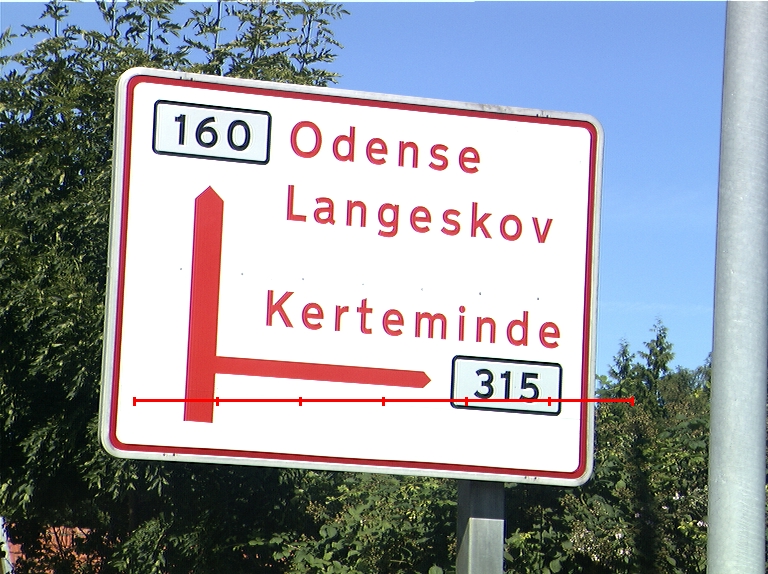 160 Odense
Langeskov
Kerteminde
315